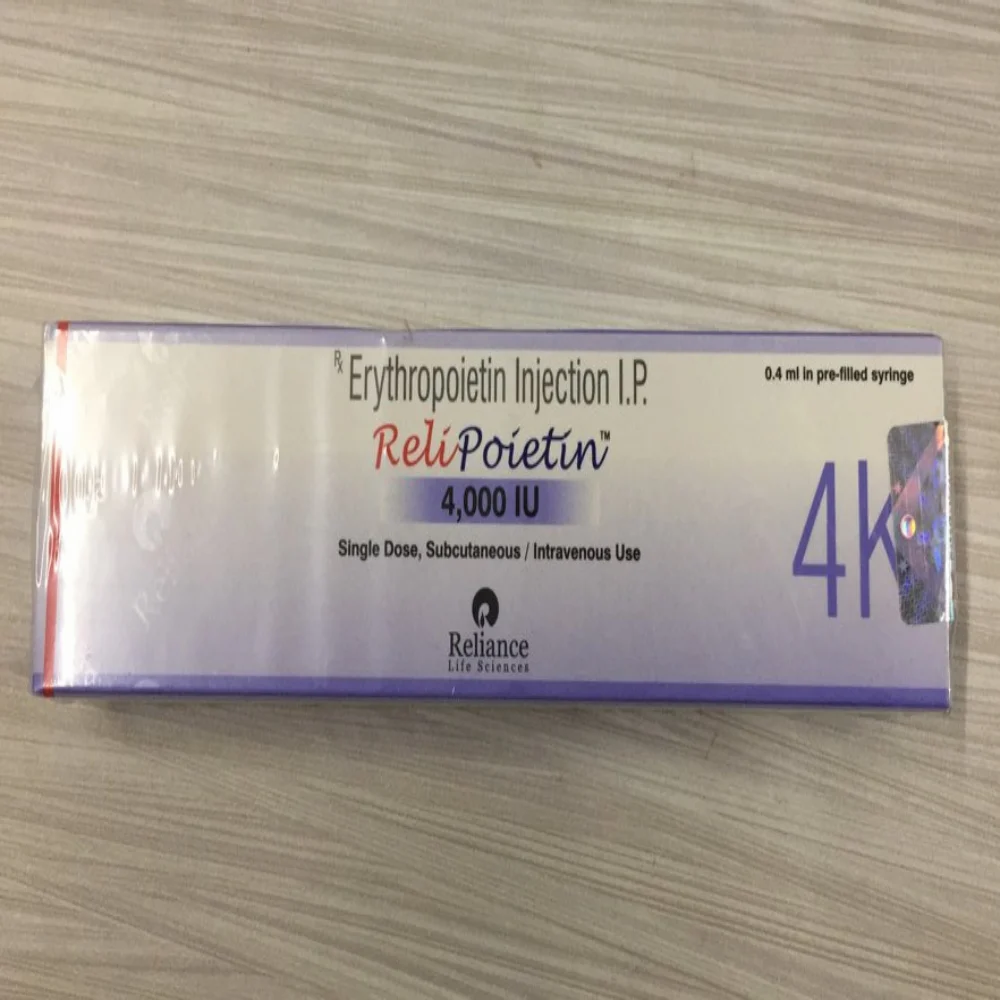 Rx Erythropoietin Injection I.P.
0.4 ml in pre-filled syringe
ReliPoietin™
4,000 IU
4K
Single Dose, Subcutaneous / Intravenous Use
Reliance
Life Sciences